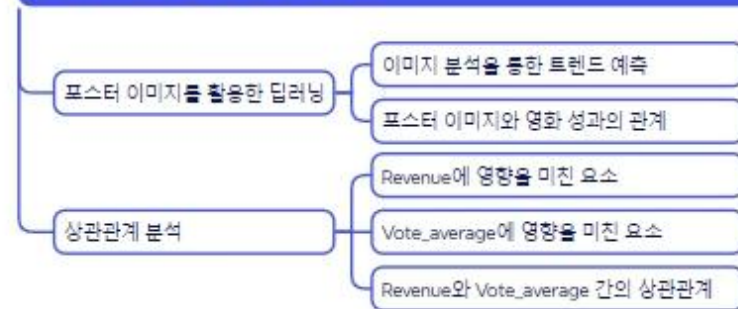 포스터 이미지를 활용한 딥러닝
이미지 분석을 통한 트렌드 예측
포스터 이미지와 영화 성과의 관계
상관관계 분석
Revenue에 영향을 미친 요소
Vote_average에 영향을 미친 요소
Revenue와 Vote_average 간의 상관관계